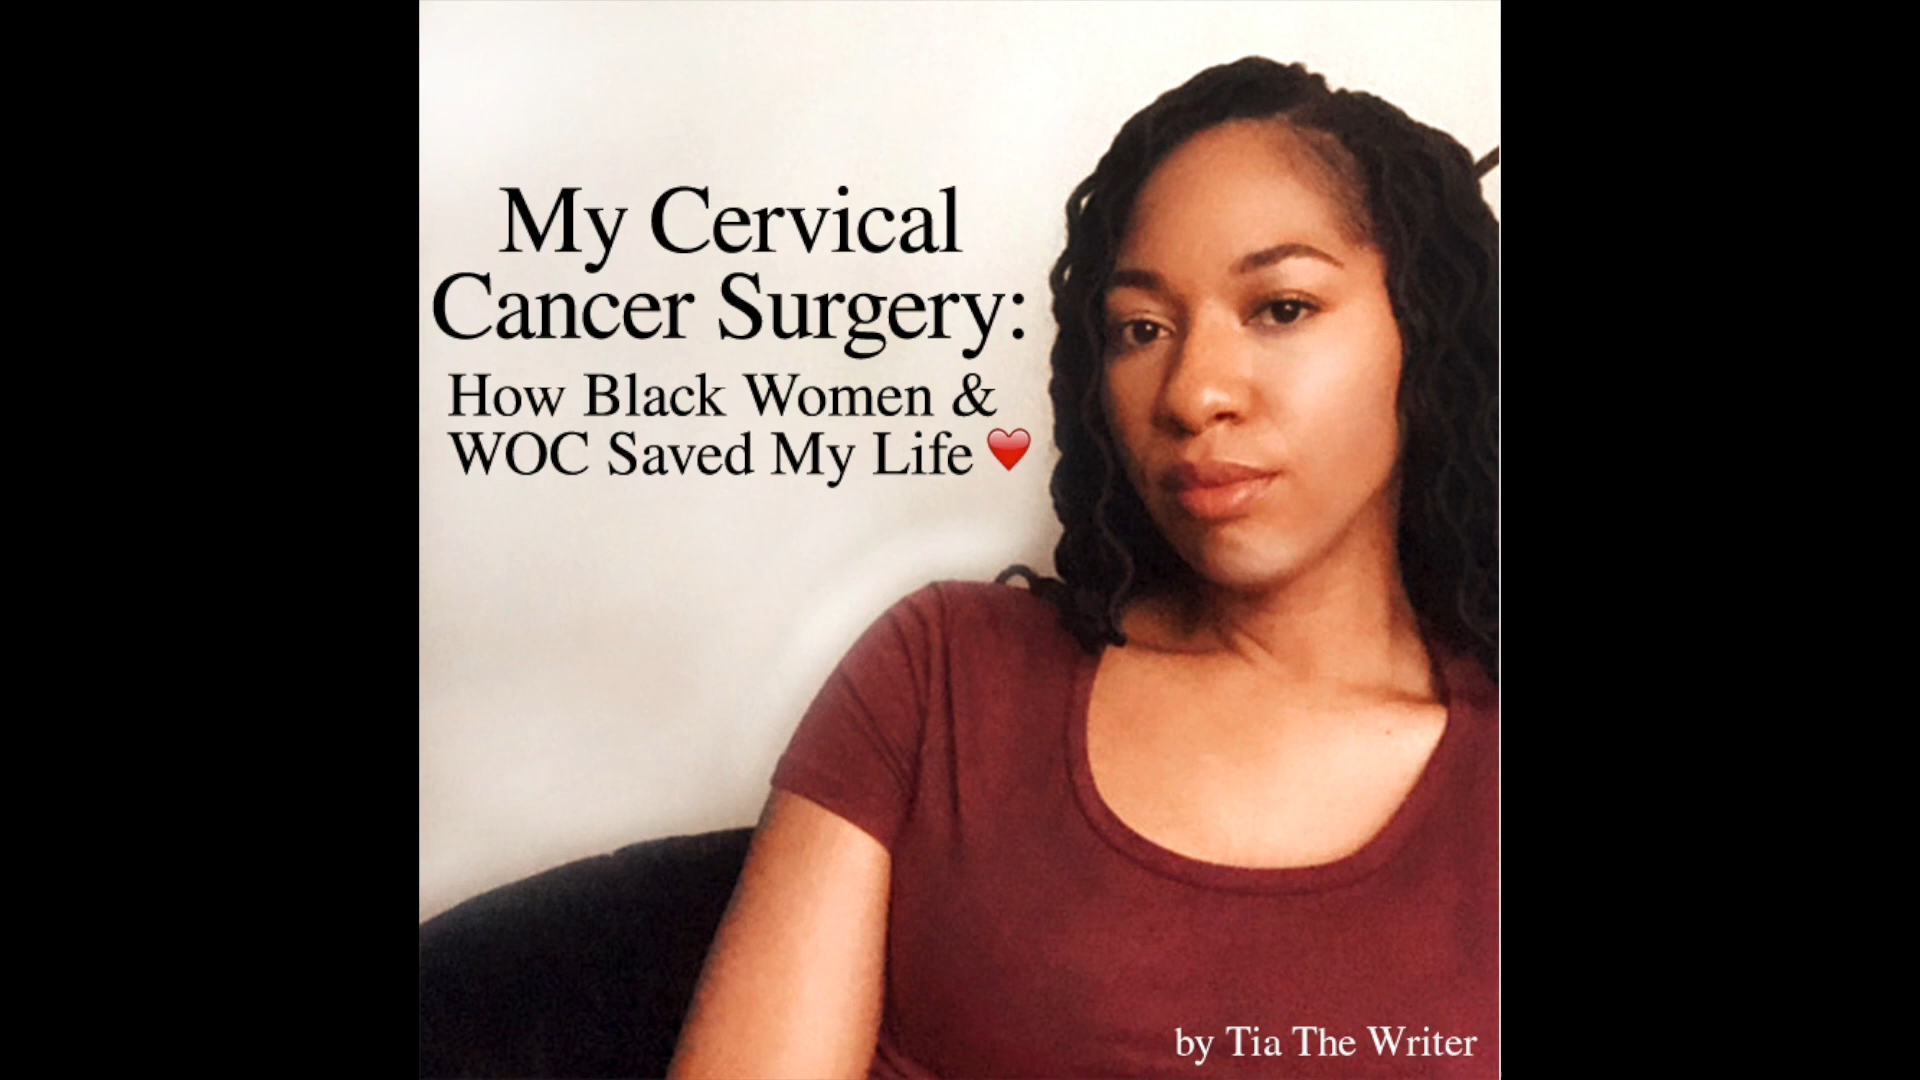 My Cervical
Cancer Surgery:
How Black Women &
WOC Saved My Life ❤️
by Tia The Writer